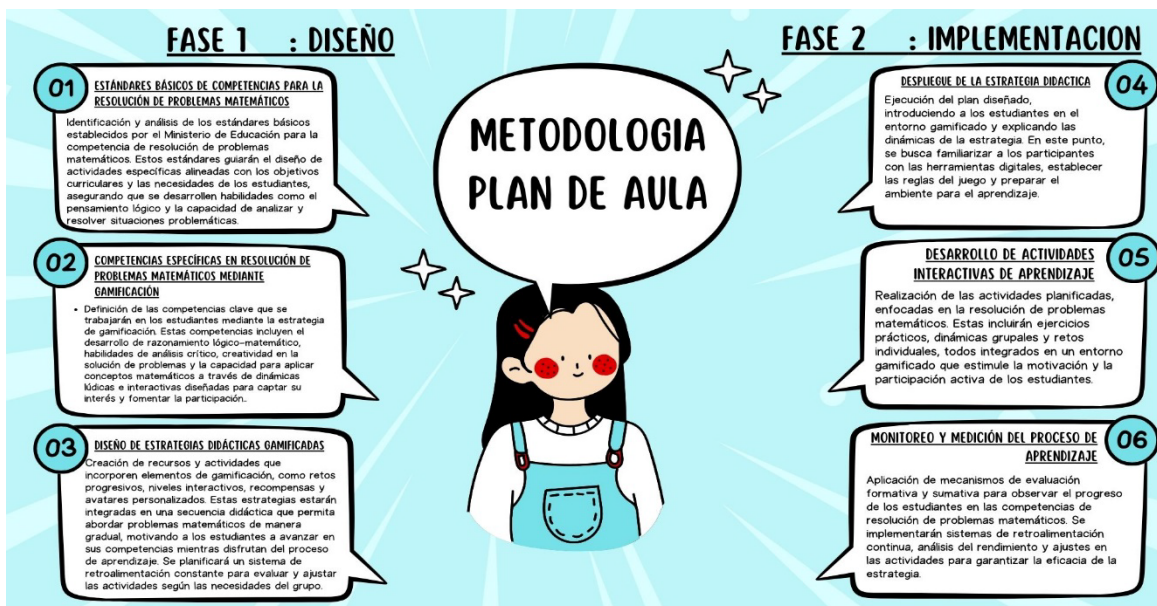 FASE 1 : DISEÑO
01
ESTÁNDARES BÁSICOS DE COMPETENCIAS PARA LA
RESOLUCIÓN DE PROBLEMAS MATEMÁTICOS
Identificación y análisis de los estándares básicos
establecidos por el Ministerio de Educación para la
competencia de resolución de problemas
matemáticos. Estos estándares guiarán el diseño de
actividades específicas alineadas con los objetivos
curriculares y las necesidades de los estudiantes,
asegurando que se desarrollen habilidades como el
pensamiento lógico y la capacidad de analizar y
resolver situaciones problemáticas.
02
COMPETENCIAS ESPECÍFICAS EN RESOLUCIÓN DE
PROBLEMAS MATEMÁTICOS MEDIANTE
GAMIFICACIÓN
• Definición de las competencias clave que se
trabajarán en los estudiantes mediante la estrategia
de gamificación. Estas competencias incluyen el
desarrollo de razonamiento lógico-matemático,
habilidades de análisis crítico, creatividad en la
solución de problemas y la capacidad para aplicar
conceptos matemáticos a través de dinámicas
lúdicas e interactivas diseñadas para captar su
interés y fomentar la participación..
03
DISEÑO DE ESTRATEGIAS DIDÁCTICAS GAMIFICADAS
Creación de recursos y actividades que
incorporen elementos de gamificación, como retos
progresivos, niveles interactivos, recompensas y
avatares personalizados. Estas estrategias estarán
integradas en una secuencia didáctica que permita
abordar problemas matemáticos de manera
gradual, motivando a los estudiantes a avanzar en
sus competencias mientras disfrutan del proceso
de aprendizaje. Se planificará un sistema de
retroalimentación constante para evaluar y ajustar
las actividades según las necesidades del grupo.
METODOLOGIA
PLAN DE AULA
FASE 2 : IMPLEMENTACION
04
DESPLIEGUE DE LA ESTRATEGIA DIDACTICA
Ejecución del plan diseñado,
introduciendo a los estudiantes en el
entorno gamificado y explicando las
dinámicas de la estrategia. En este punto,
se busca familiarizar a los participantes
con las herramientas digitales, establecer
las reglas del juego y preparar el
ambiente para el aprendizaje.
05
DESARROLLO DE ACTIVIDADES
INTERACTIVAS DE APRENDIZAJE
Realización de las actividades planificadas,
enfocadas en la resolución de problemas
matemáticos. Estas incluirán ejercicios
prácticos, dinámicas grupales y retos
individuales, todos integrados en un entorno
gamificado que estimule la motivación y la
participación activa de los estudiantes.
06
MONITOREO Y MEDICIÓN DEL PROCESO DE
APRENDIZAJE
Aplicación de mecanismos de evaluación
formativa y sumativa para observar el progreso
de los estudiantes en las competencias de
resolución de problemas matemáticos. Se
implementarán sistemas de retroalimentación
continua, análisis del rendimiento y ajustes en
las actividades para garantizar la eficacia de la
estrategia.